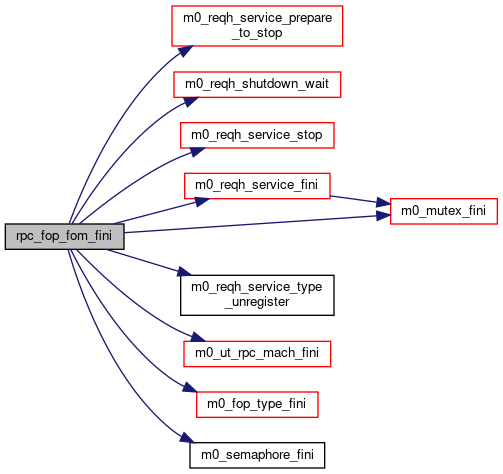 m0_reqh_service_prepare
_to_stop
m0_reqh_shutdown_wait
m0_reqh_service_stop
m0_reqh_service_fini
m0_mutex_fini
rpc_fop_fom_fini
m0_reqh_service_type
_unregister
m0_ut_rpc_mach_fini
m0_fop_type_fini
m0_semaphore_fini